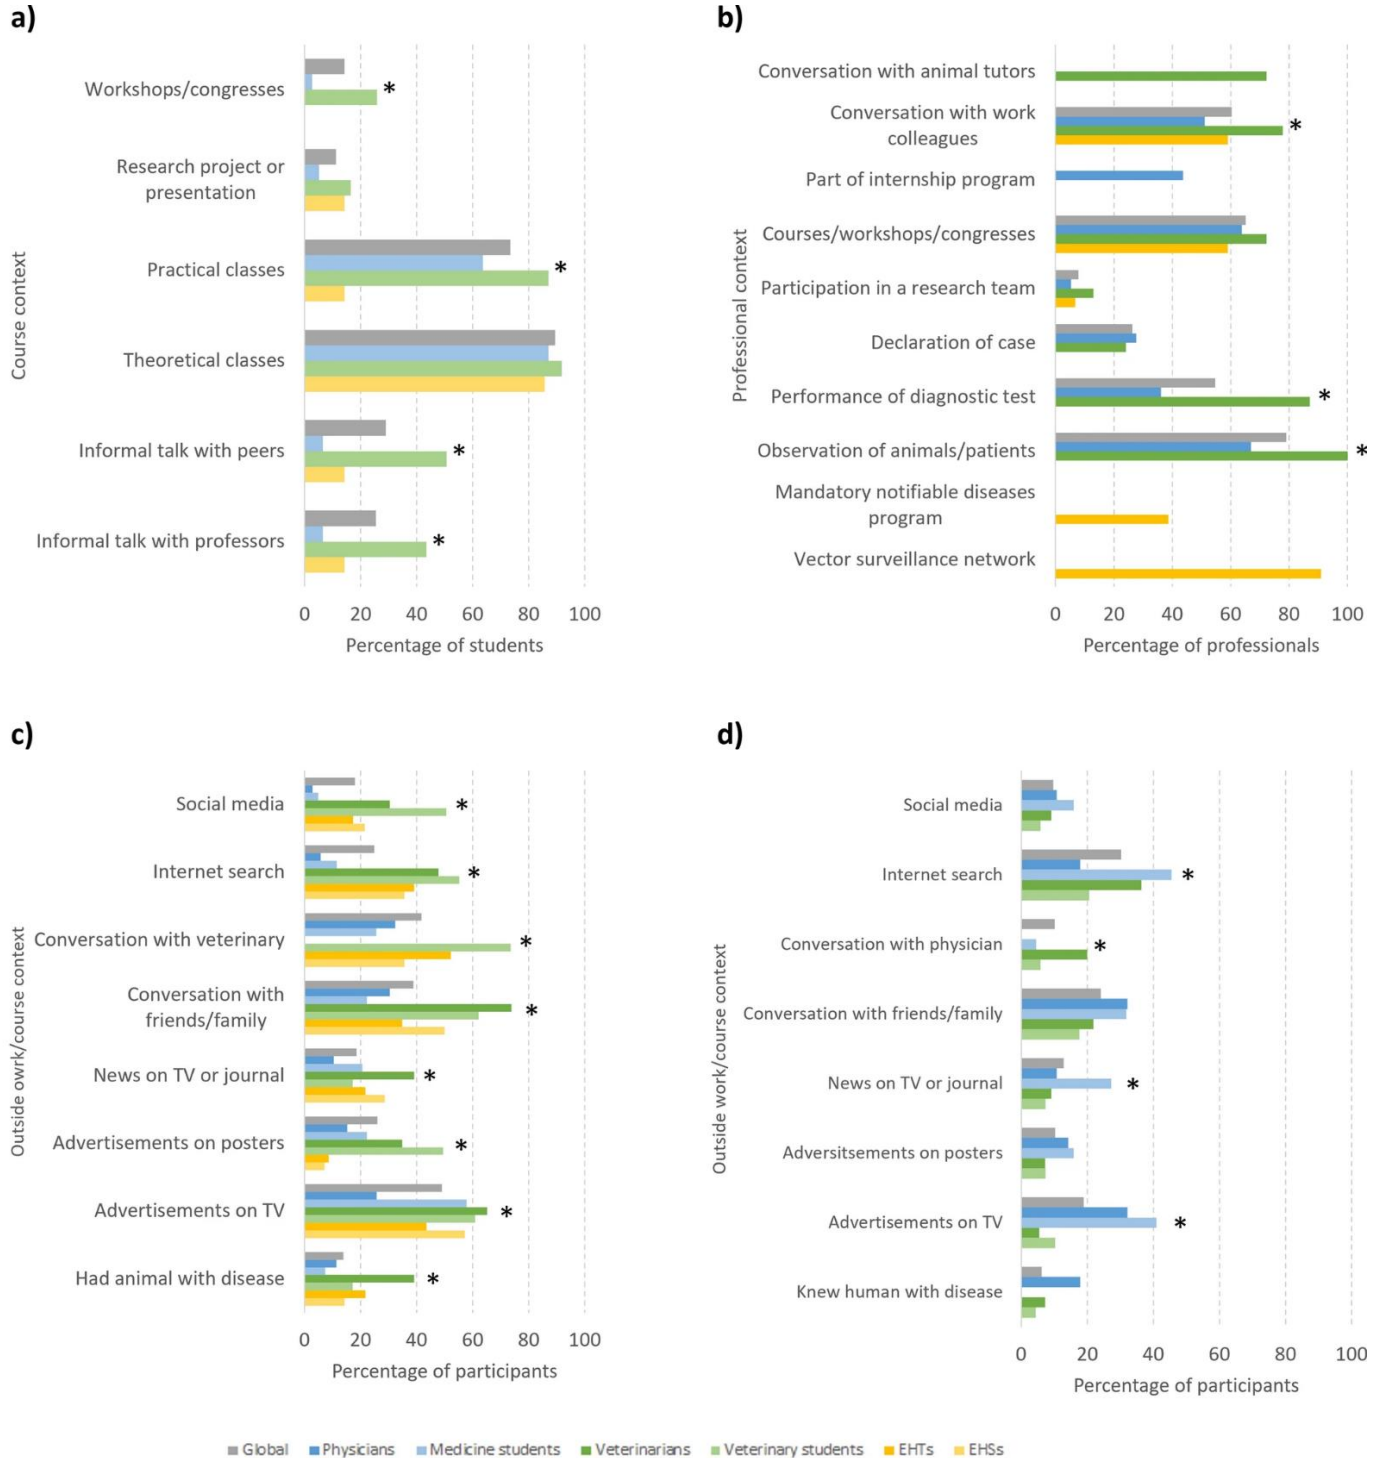 a)
Course context
Workshops/congresses
*
Research project or
presentation
Practical classes
*
Theoretical classes
Informal talk with peers
*
Informal talk with professors
*
0 20 40 60 80 100
Percentage of students
b)
Professional context
Conversation with animal tutors
Conversation with work
colleagues
*
Part of internship program
Courses/workshops/congresses
Participation in a research team
Declaration of case
Performance of diagnostic test
*
Observation of animals/patients
*
Mandatory notifiable diseases
program
Vector surveillance network
0 20 40 60 80 100
Percentage of professionals
c)
Outside owrk/course context
Social media
*
Internet search
*
Conversation with veterinary
*
Conversation with
friends/family
*
News on TV or journal
*
Advertisements on posters
*
Advertisements on TV
*
Had animal with disease
*
0 20 40 60 80 100
Percentage of participants
d)
Outside work/course context
Social media
Internet search
*
Conversation with physician
*
Conversation with friends/family
News on TV or journal
*
Adversitsements on posters
Advertisements on TV
*
Knew human with disease
0 20 40 60 80 100
Percentage of participants
Global Physicians Medicine students Veterinarians Veterinary students EHTs EHSs